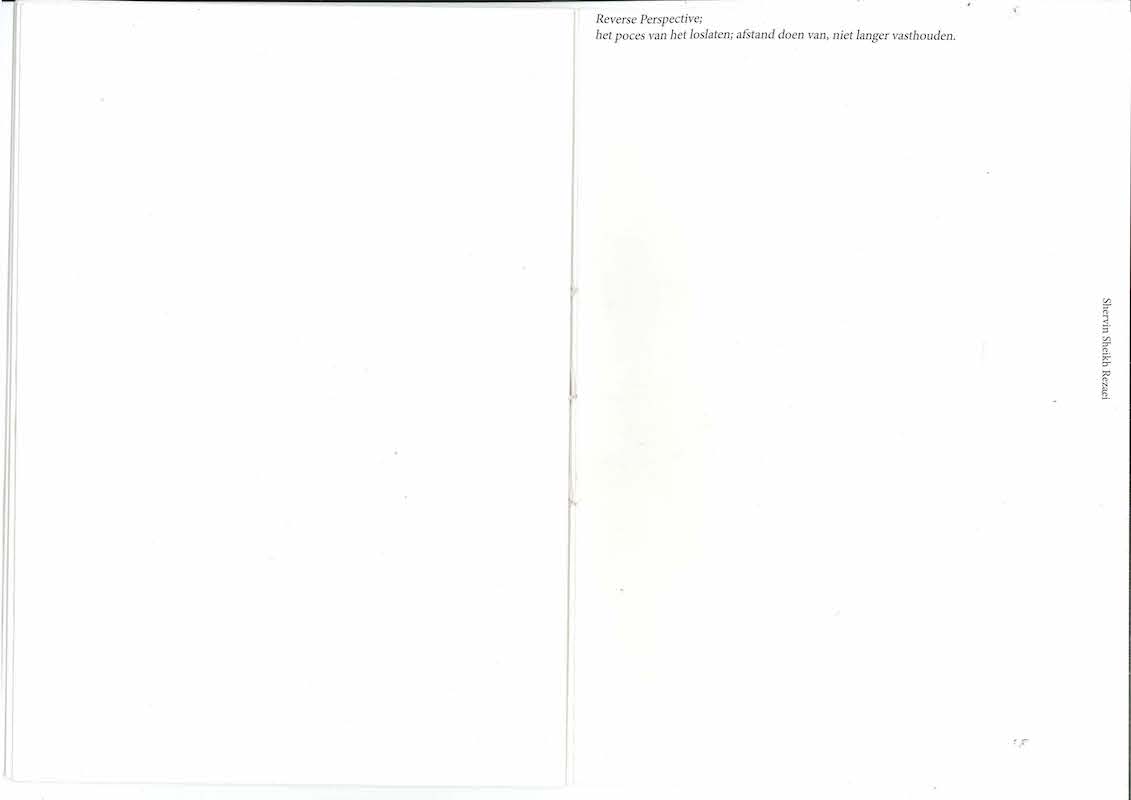 Reverse Perspective;
het poces van het loslaten; afstand doen van, niet langer vasthouden.
Shervin Sheikh Rezaei